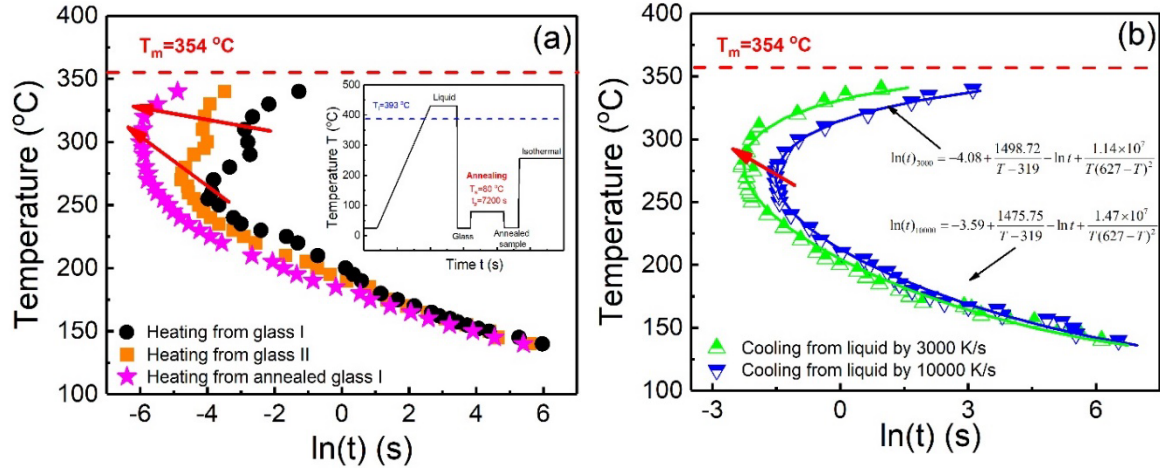 (a)
T_m=354 °C
Temperature (°C)
400
350
300
250
200
150
100
-6
-4
-2
0
2
4
6
ln(t) (s)
Heating from glass I
Heating from glass II
Heating from annealed glass I
Temperature T (°C)
500
400
300
200
100
0
T_l=393 °C
Liquid
Isothermal
Annealing
T_a=80 °C
t_a=7200 s
Glass
Annealed
sample
Time t (s)
(b)
T_m=354 °C
Temperature (°C)
400
350
300
250
200
150
100
-3
0
3
6
ln(t) (s)
ln(t)_3000=-4.08+1498.72/(T-319)-ln t+1.14×10^7/(T(627-T)^2)
ln(t)_10000=-3.59+1475.75/(T-319)-ln t+1.47×10^7/(T(627-T)^2)
Cooling from liquid by 3000 K/s
Cooling from liquid by 10000 K/s